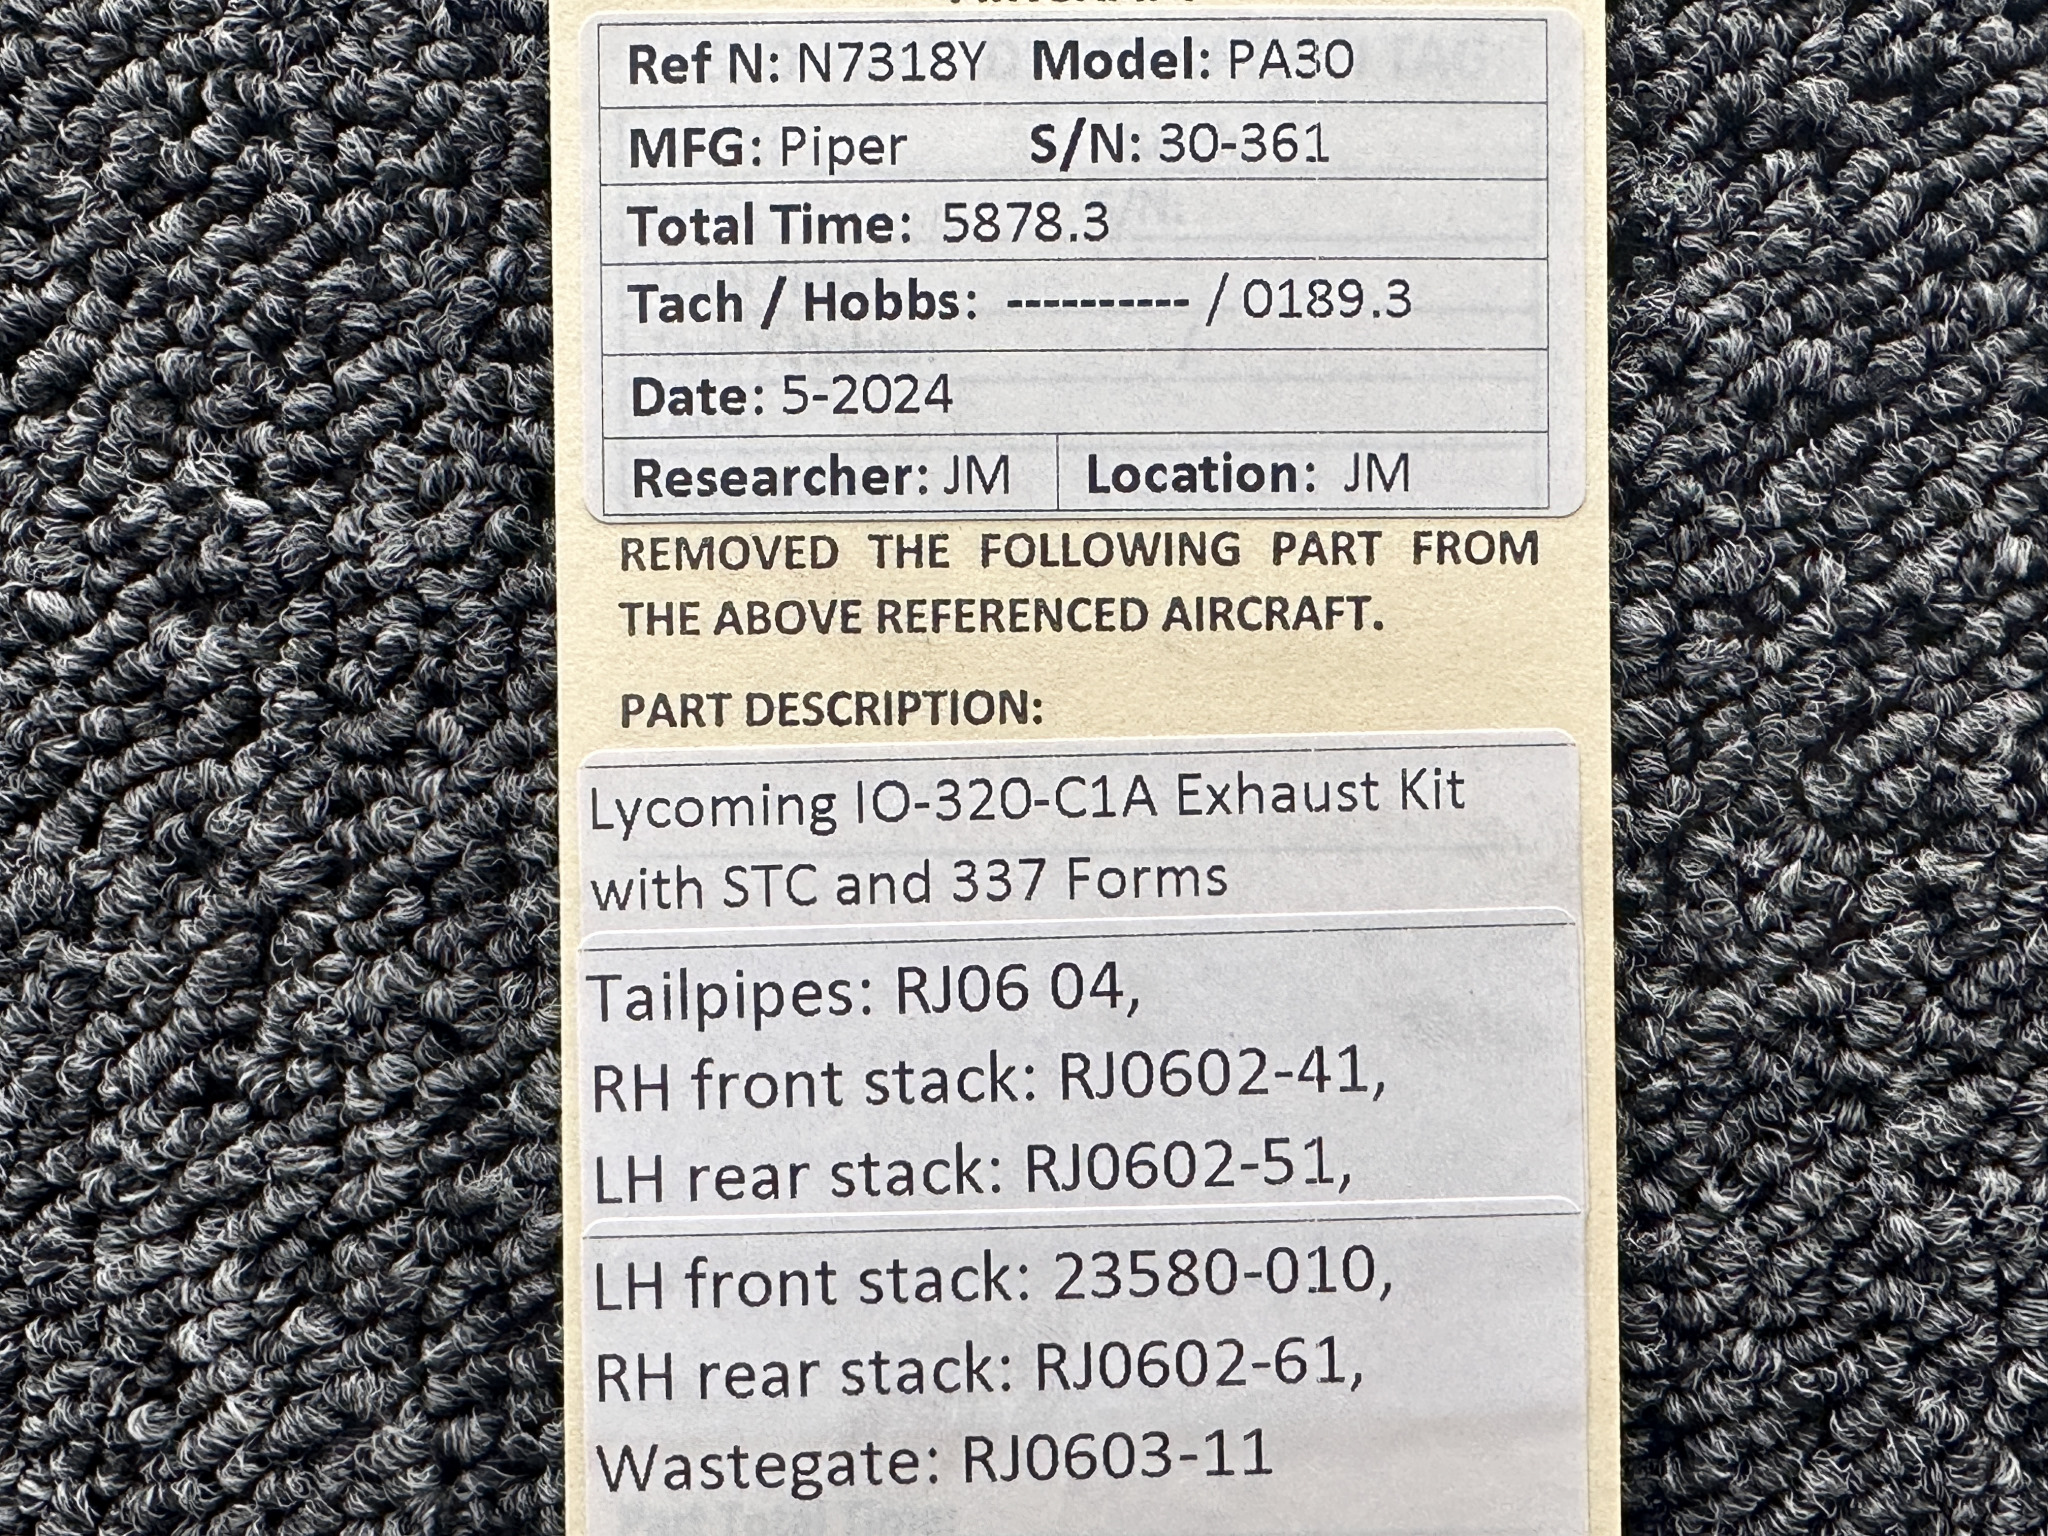 Ref N: N7318Y Model: PA30
MFG: Piper S/N: 30-361
Total Time: 5878.3
Tach / Hobbs: ---------- / 0189.3
Date: 5-2024
Researcher: JM Location: JM
REMOVED THE FOLLOWING PART FROM
THE ABOVE REFERENCED AIRCRAFT.
PART DESCRIPTION:
Lycoming IO-320-C1A Exhaust Kit
with STC and 337 Forms
Tailpipes: RJ06 04,
RH front stack: RJ0602-41,
LH rear stack: RJ0602-51,
LH front stack: 23580-010,
RH rear stack: RJ0602-61,
Wastegate: RJ0603-11